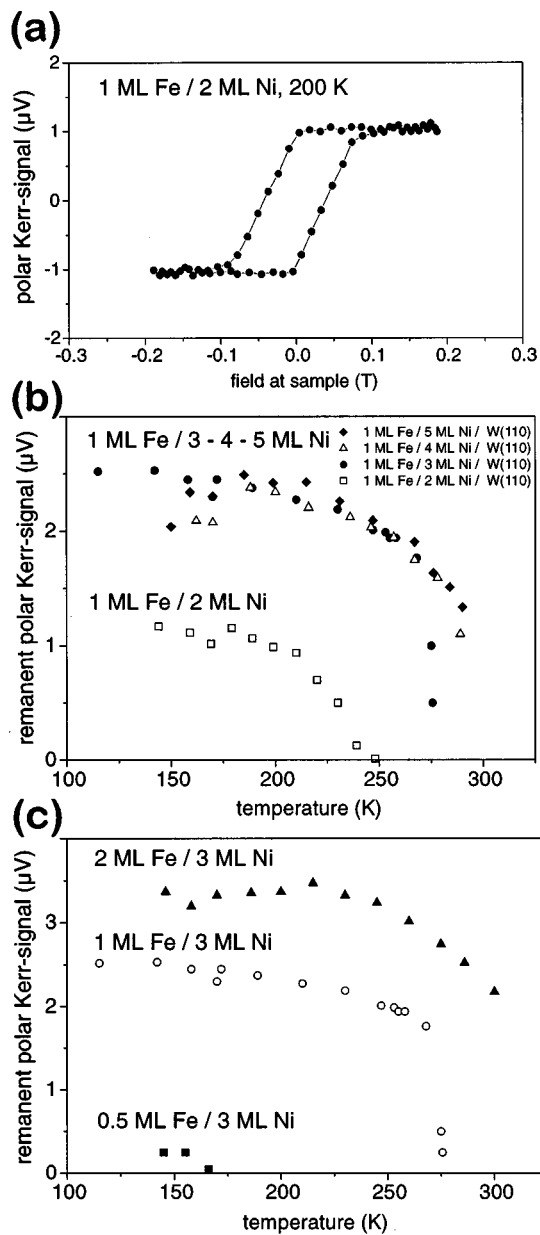 (a)
1 ML Fe / 2 ML Ni, 200 K
polar Kerr-signal (µV)
2
1
0
-1
-2
-0.3
-0.2
-0.1
0.0
0.1
0.2
0.3
field at sample (T)
(b)
1 ML Fe / 3 - 4 - 5 ML Ni
1 ML Fe / 5 ML Ni / W(110)
1 ML Fe / 4 ML Ni / W(110)
1 ML Fe / 3 ML Ni / W(110)
1 ML Fe / 2 ML Ni / W(110)
1 ML Fe / 2 ML Ni
remanent polar Kerr-signal (µV)
2
1
0
100
150
200
250
300
temperature (K)
(c)
2 ML Fe / 3 ML Ni
1 ML Fe / 3 ML Ni
0.5 ML Fe / 3 ML Ni
remanent polar Kerr-signal (µV)
3
2
1
0
100
150
200
250
300
temperature (K)